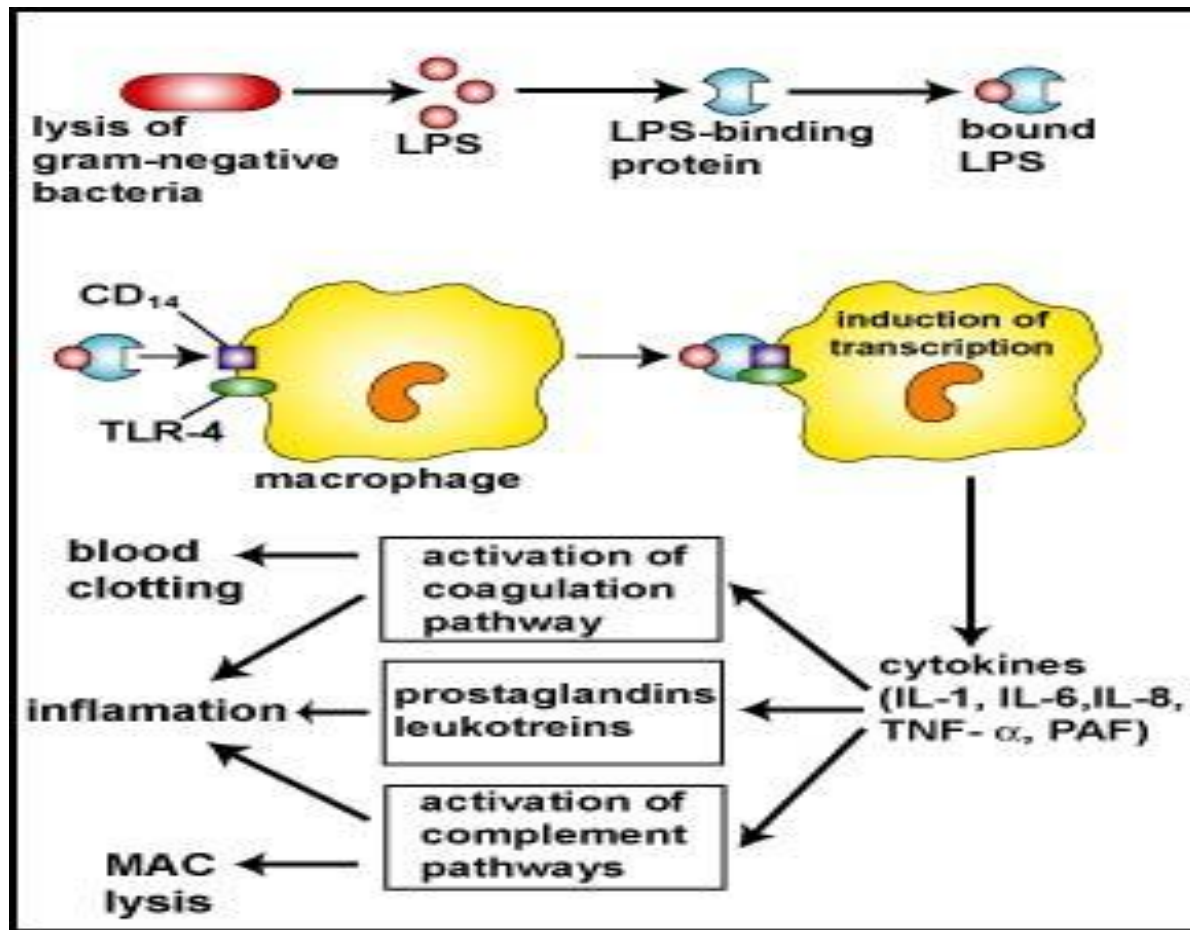 lysis of
gram-negative
bacteria
LPS
LPS-binding
protein
bound
LPS
CD₁₄
TLR-4
macrophage
induction of
transcription
blood
clotting
activation of
coagulation
pathway
cytokines
(IL-1, IL-6,IL-8,
TNF- α, PAF)
inflamation
prostaglandins
leukotreins
activation of
complement
pathways
MAC
lysis